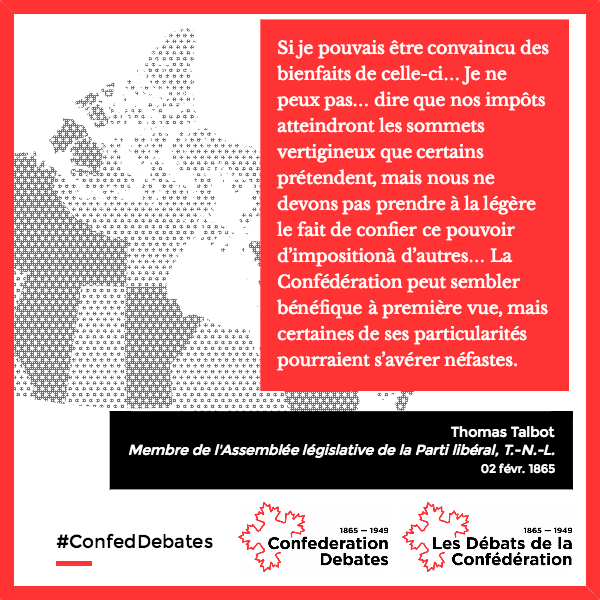 Si je pouvais être convaincu des
bienfaits de celle-ci... Je ne
peux pas... dire que nos impôts
atteindront les sommets
vertigineux que certains
prétendent, mais nous ne
devons pas prendre à la légère
le fait de confier ce pouvoir
d'impositionà d'autres... La
Confédération peut sembler
bénéfique à première vue, mais
certaines de ses particularités
pourraient s'avérer néfastes.
Thomas Talbot
Membre de l'Assemblée législative de la Parti libéral, T.-N.-L.
02 févr. 1865
#ConfedDebates
1865 — 1949
Confederation
Debates
1865 — 1949
Les Débats de la
Confédération